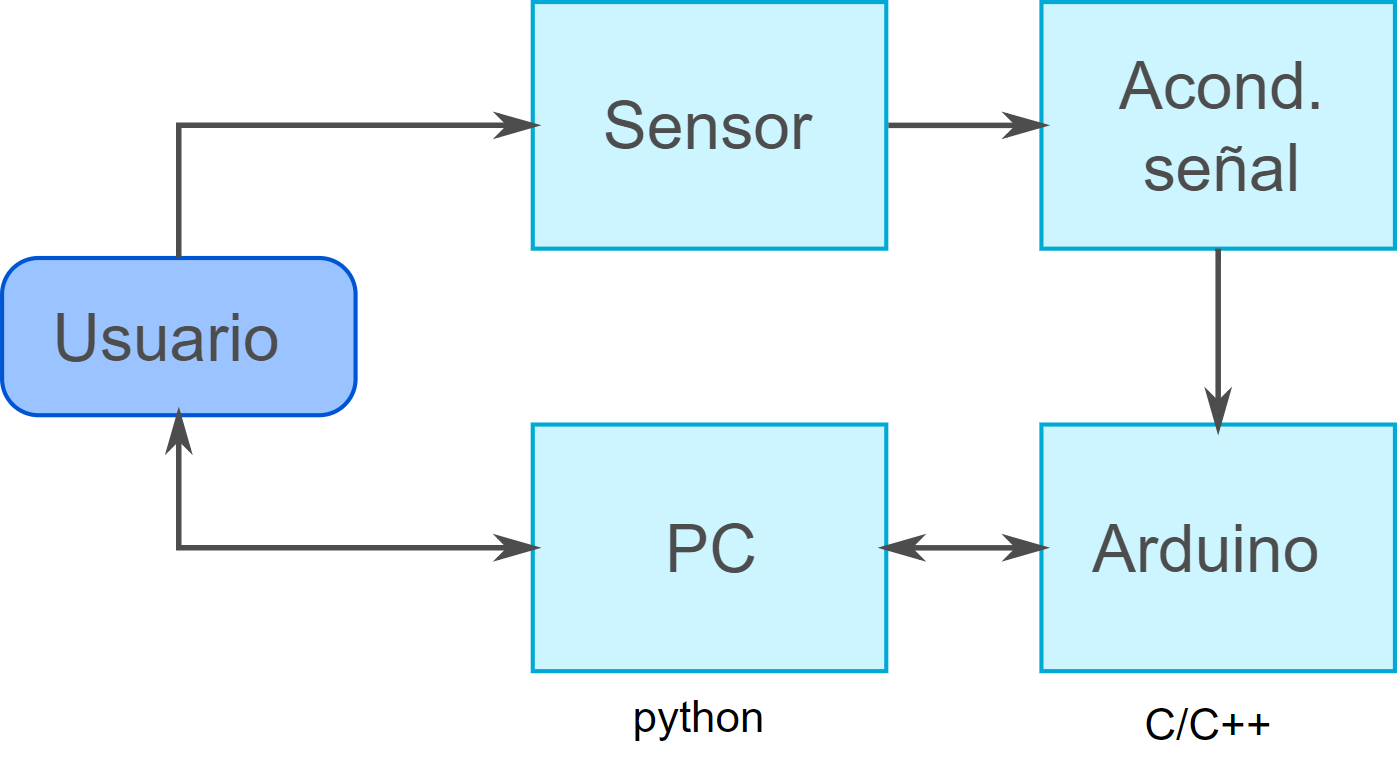 Sensor
Acond.
señal
Usuario
PC
Arduino
python
C/C++